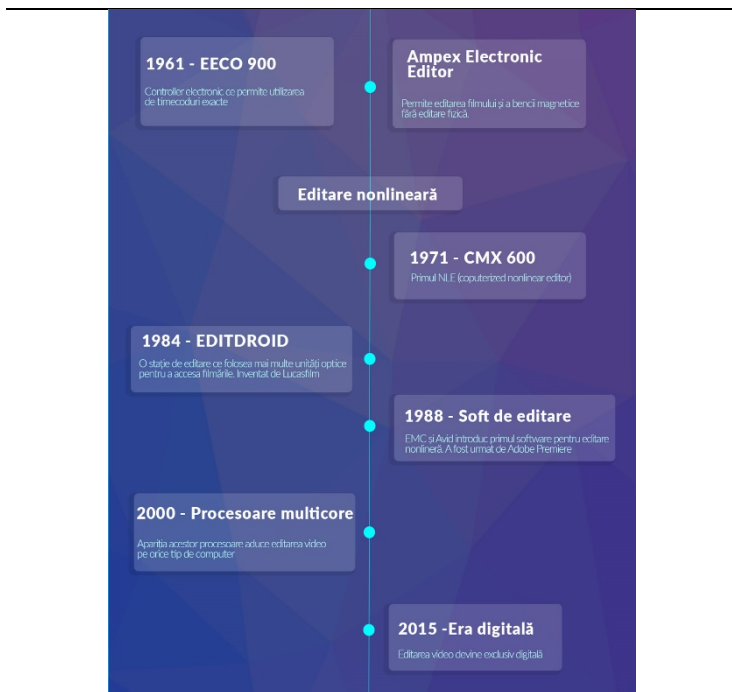 1961 - EECO 900
Controller electronic ce permite utilizarea
de timecoduri exacte
Ampex Electronic
Editor
Permite editarea filmului și a bencii magnetice
fără editare fizică.
Editare nonlineară
1971 - CMX 600
Primul NLE (coputerized nonlinear editor)
1984 - EDITDROID
O stație de editare ce folosea mai multe unități optice
pentru a accesa filmările. Inventat de Lucasfilm
1988 - Soft de editare
EMC și Avid introduc primul software pentru editare
nonlineră. A fost urmat de Adobe Premiere
2000 - Procesoare multicore
Apariția acestor procesoare aduce editarea video
pe orice tip de computer
2015 -Era digitală
Editarea video devine exclusiv digitală